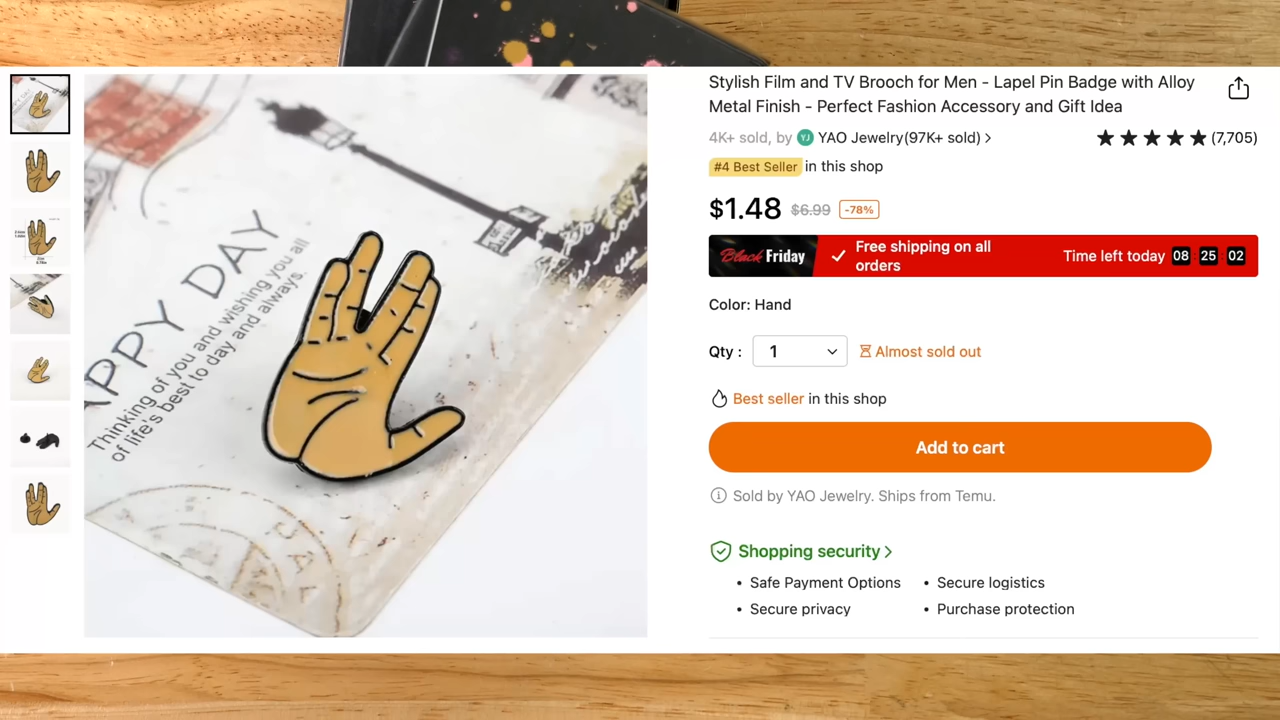 Stylish Film and TV Brooch for Men - Lapel Pin Badge with Alloy
Metal Finish - Perfect Fashion Accessory and Gift Idea
4K+ sold, by YJ YAO Jewelry(97K+ sold) >
(7,705)
#4 Best Seller in this shop
$1.48 $6.99 -78%
Black Friday
Free shipping on all
orders
Time left today 08 25 02
Color: Hand
Qty : 1 Almost sold out
Best seller in this shop
Add to cart
Sold by YAO Jewelry. Ships from Temu.
Shopping security >
• Safe Payment Options • Secure logistics
• Secure privacy • Purchase protection
APPY DAY
Thinking of you and wishing you all
of life's best to day and always.